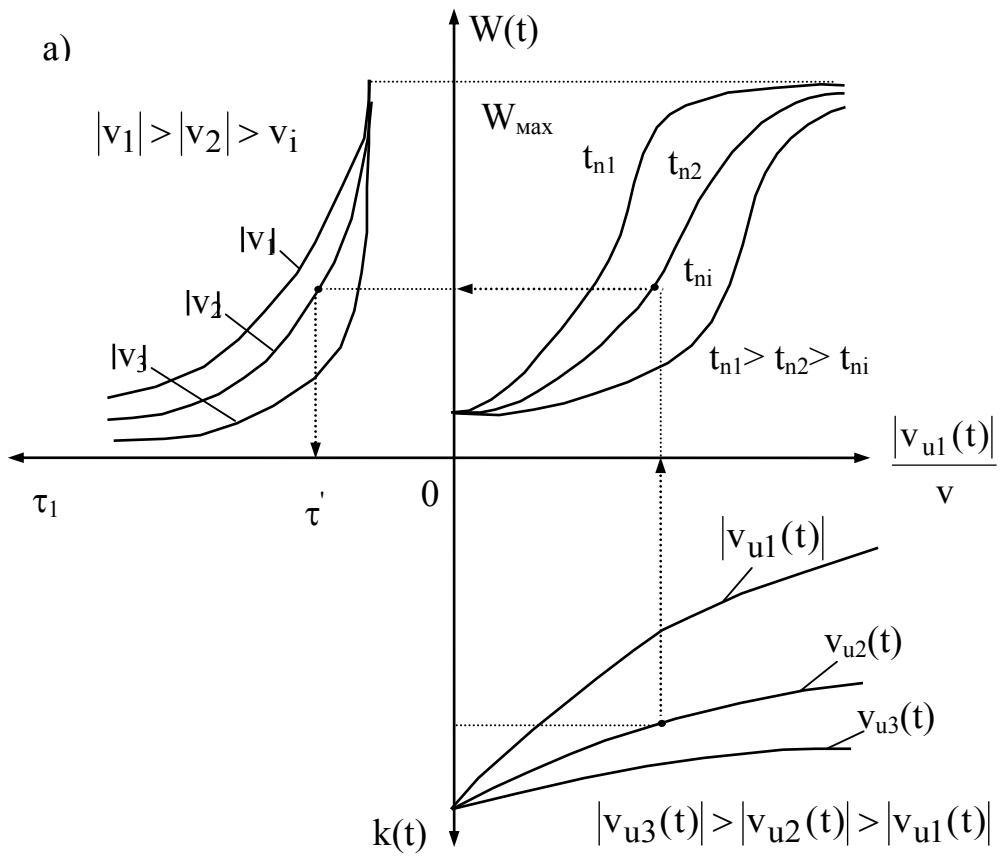 W(t)
a)
|v₁| > |v₂| > vᵢ
Wмах
tn1
tn2
|v₁|
tni
|v₂|
|v₃|
tn1 > tn2 > tni
|vu1(t)|
v
τ₁
τ'
0
|vu1(t)|
vu2(t)
vu3(t)
k(t)
|vu3(t)| > |vu2(t)| > |vu1(t)|